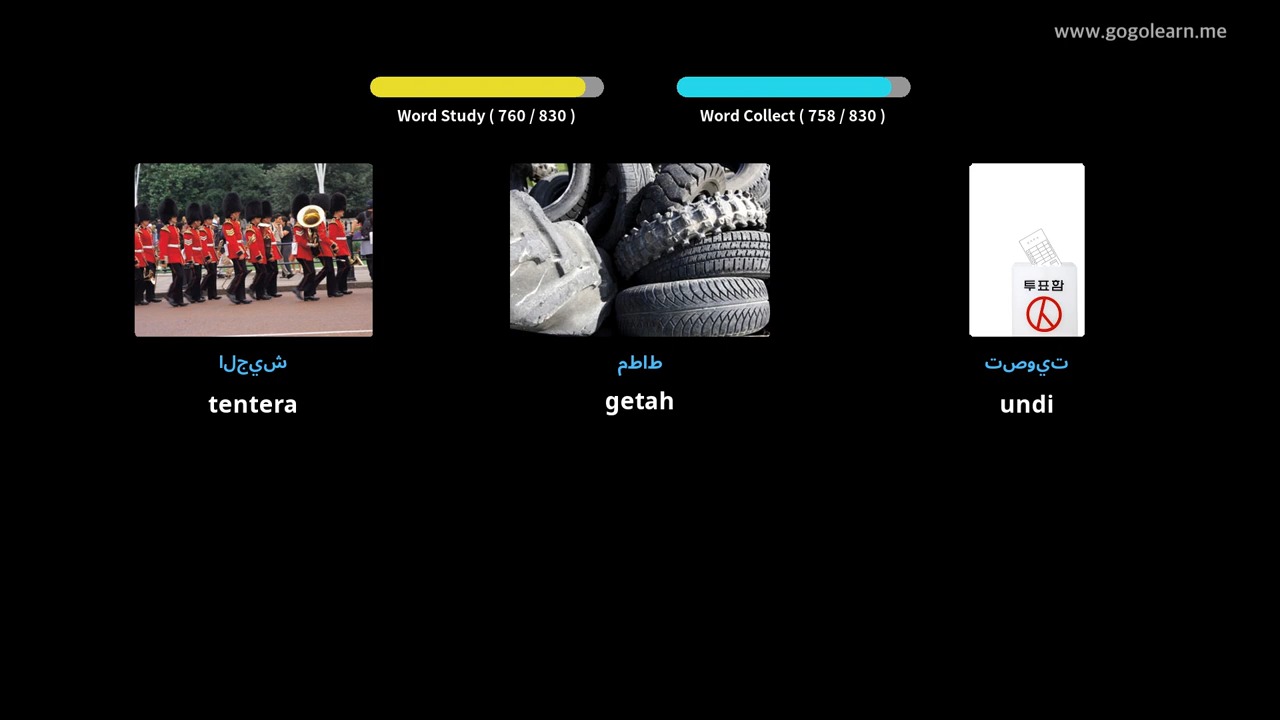 www.gogolearn.me
Word Study ( 760 / 830 )
Word Collect ( 758 / 830 )
투표함
الجيش
مطاط
تصويت
tentera
getah
undi